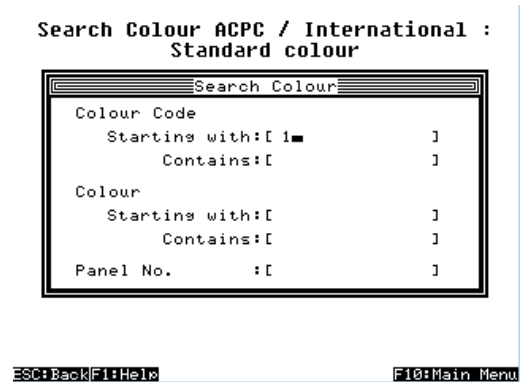 Search Colour ACPC / International :
Standard colour
Search Colour
Colour Code
Starting with:[ 1 ]
Contains:[ ]
Colour
Starting with:[ ]
Contains:[ ]
Panel No. :[ ]
ESC:Back F1:Help F10:Main Menu